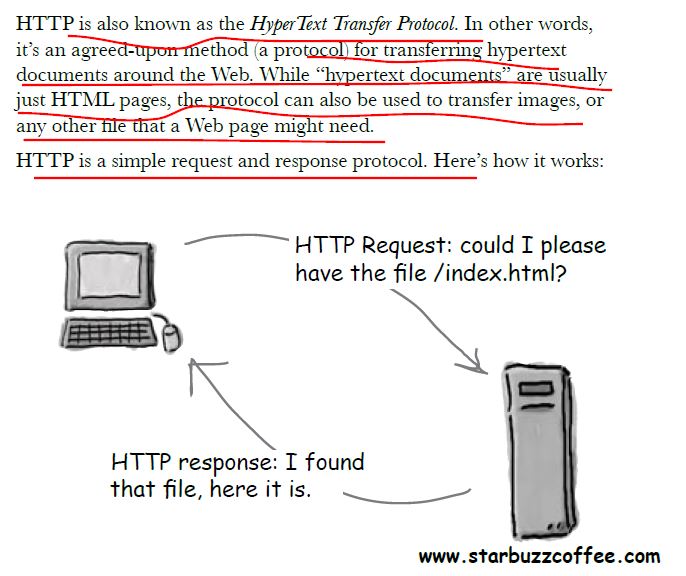 HTTP is also known as the HyperText Transfer Protocol. In other words,
it's an agreed-upon method (a protocol) for transferring hypertext
documents around the Web. While “hypertext documents” are usually
just HTML pages, the protocol can also be used to transfer images, or
any other file that a Web page might need.
HTTP is a simple request and response protocol. Here's how it works:
HTTP Request: could I please
have the file /index.html?
HTTP response: I found
that file, here it is.
www.starbuzzcoffee.com